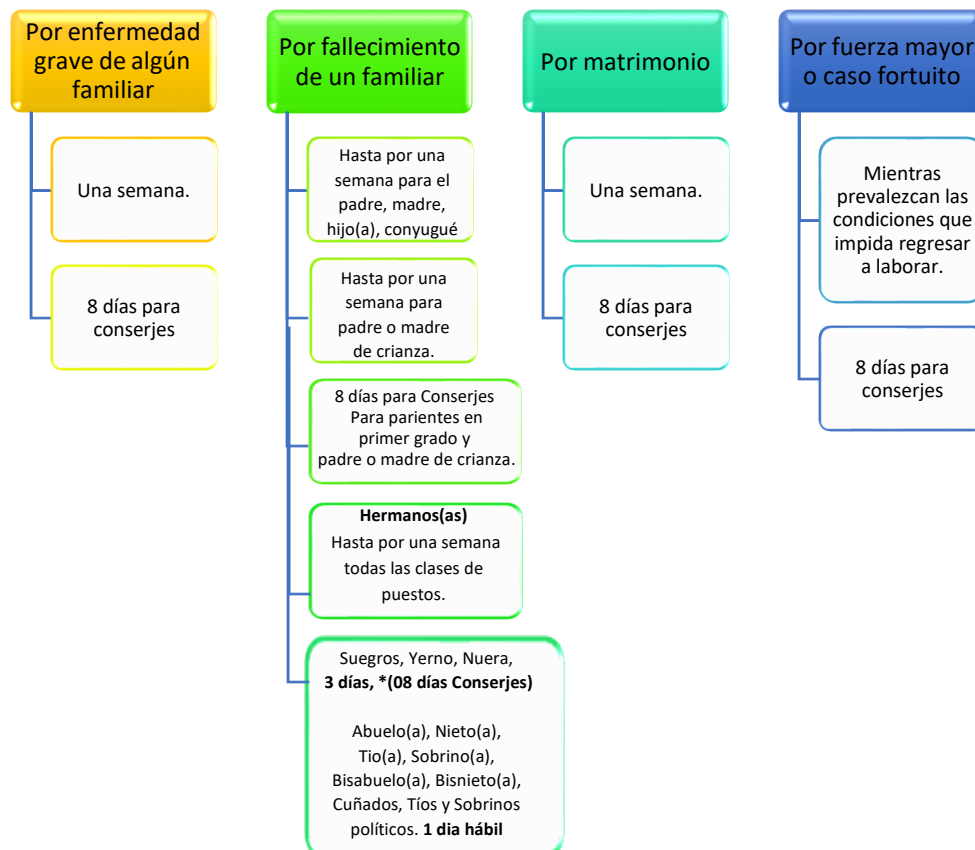 Por enfermedad
grave de algún
familiar
Una semana.
8 días para
conserjes
Por fallecimiento
de un familiar
Hasta por una
semana para el
padre, madre,
hijo(a), conyugué
Hasta por una
semana para
padre o madre
de crianza.
8 días para Conserjes
Para parientes en
primer grado y
padre o madre de crianza.
Hermanos(as)
Hasta por una semana
todas las clases de
puestos.
Suegros, Yerno, Nuera,
3 días, *(08 días Conserjes)
Abuelo(a), Nieto(a),
Tio(a), Sobrino(a),
Bisabuelo(a), Bisnieto(a),
Cuñados, Tíos y Sobrinos
políticos. 1 dia hábil
Por matrimonio
Una semana.
8 días para
conserjes
Por fuerza mayor
o caso fortuito
Mientras
prevalezcan las
condiciones que
impida regresar
a laborar.
8 días para
conserjes